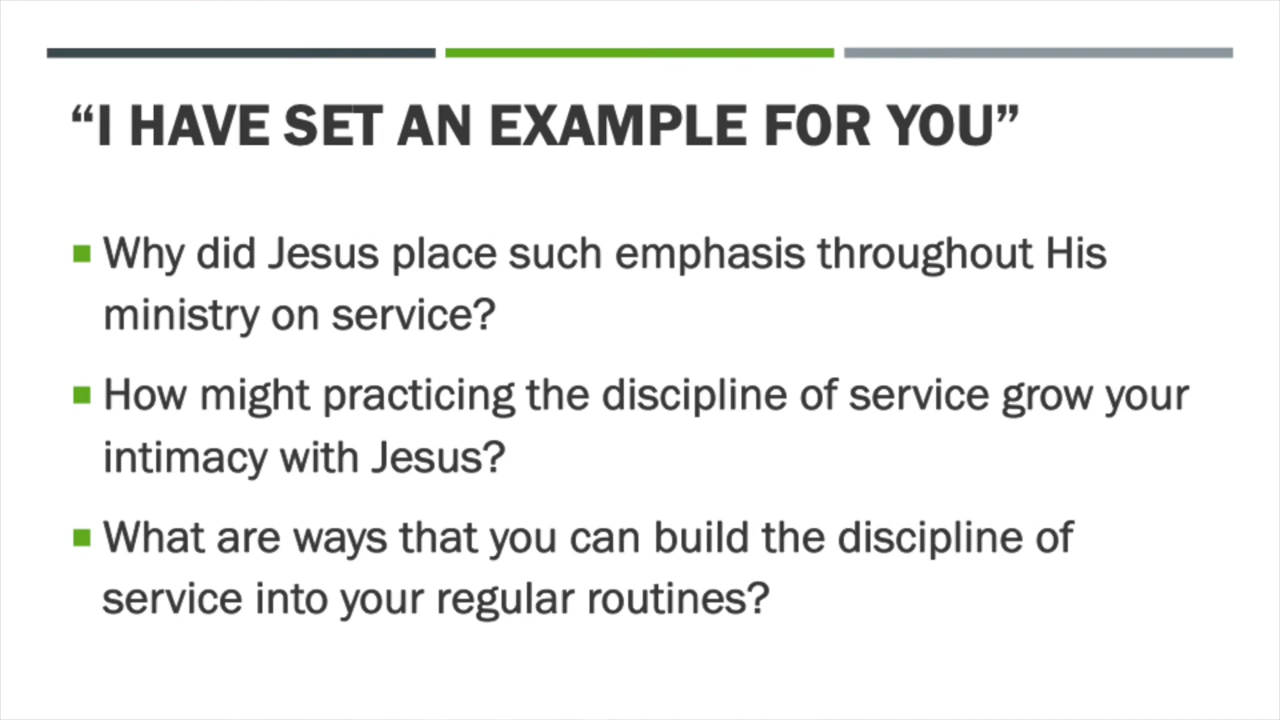 “I HAVE SET AN EXAMPLE FOR YOU”
Why did Jesus place such emphasis throughout His
ministry on service?
How might practicing the discipline of service grow your
intimacy with Jesus?
What are ways that you can build the discipline of
service into your regular routines?